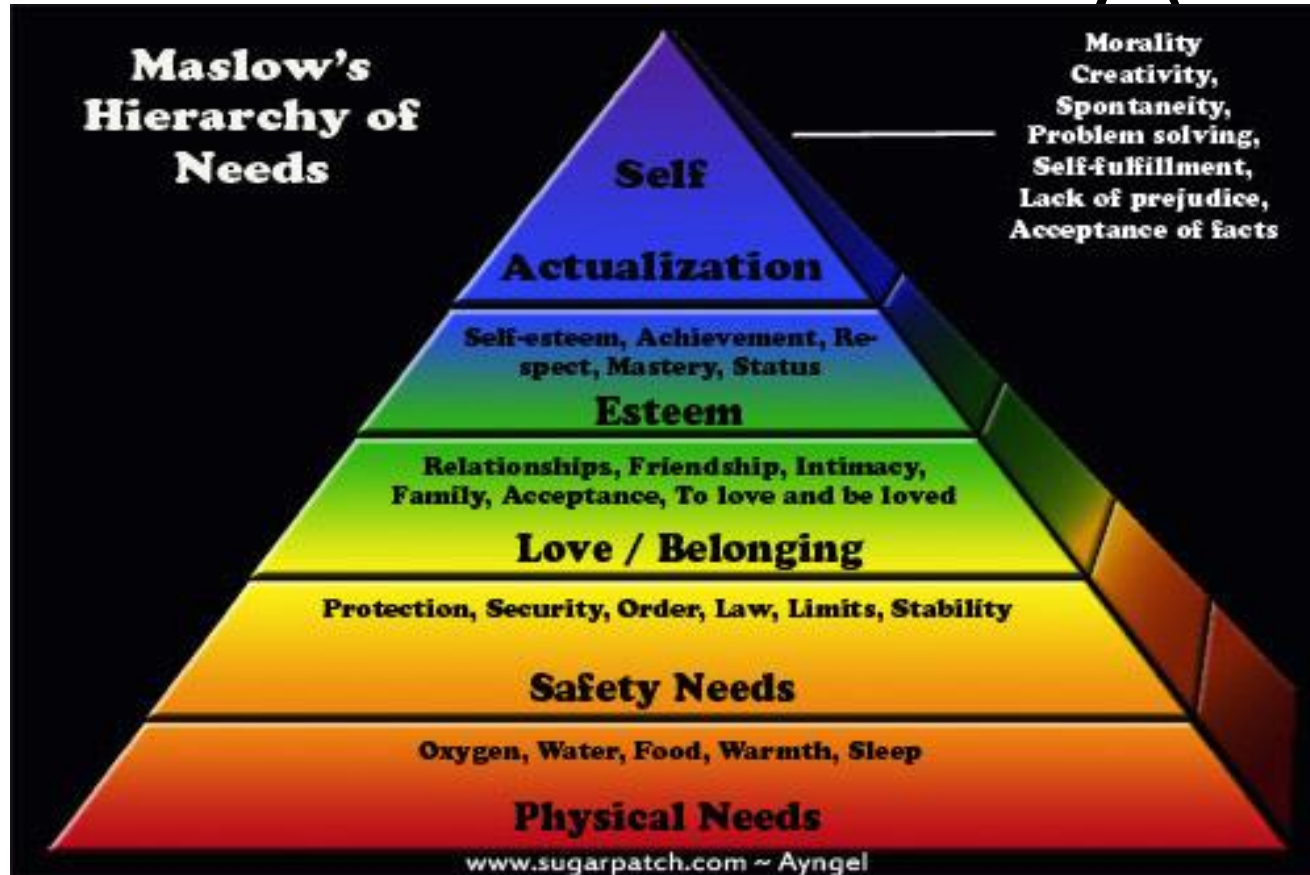 Maslow's
Hierarchy of
Needs
Morality
Creativity,
Spontaneity,
Problem solving,
Self-fulfillment,
Lack of prejudice,
Acceptance of facts
Self
Actualization
Self-esteem, Achievement, Re-
spect, Mastery, Status
Esteem
Relationships, Friendship, Intimacy,
Family, Acceptance, To love and be loved
Love / Belonging
Protection, Security, Order, Law, Limits, Stability
Safety Needs
Oxygen, Water, Food, Warmth, Sleep
Physical Needs
www.sugarpatch.com ~ Ayngel